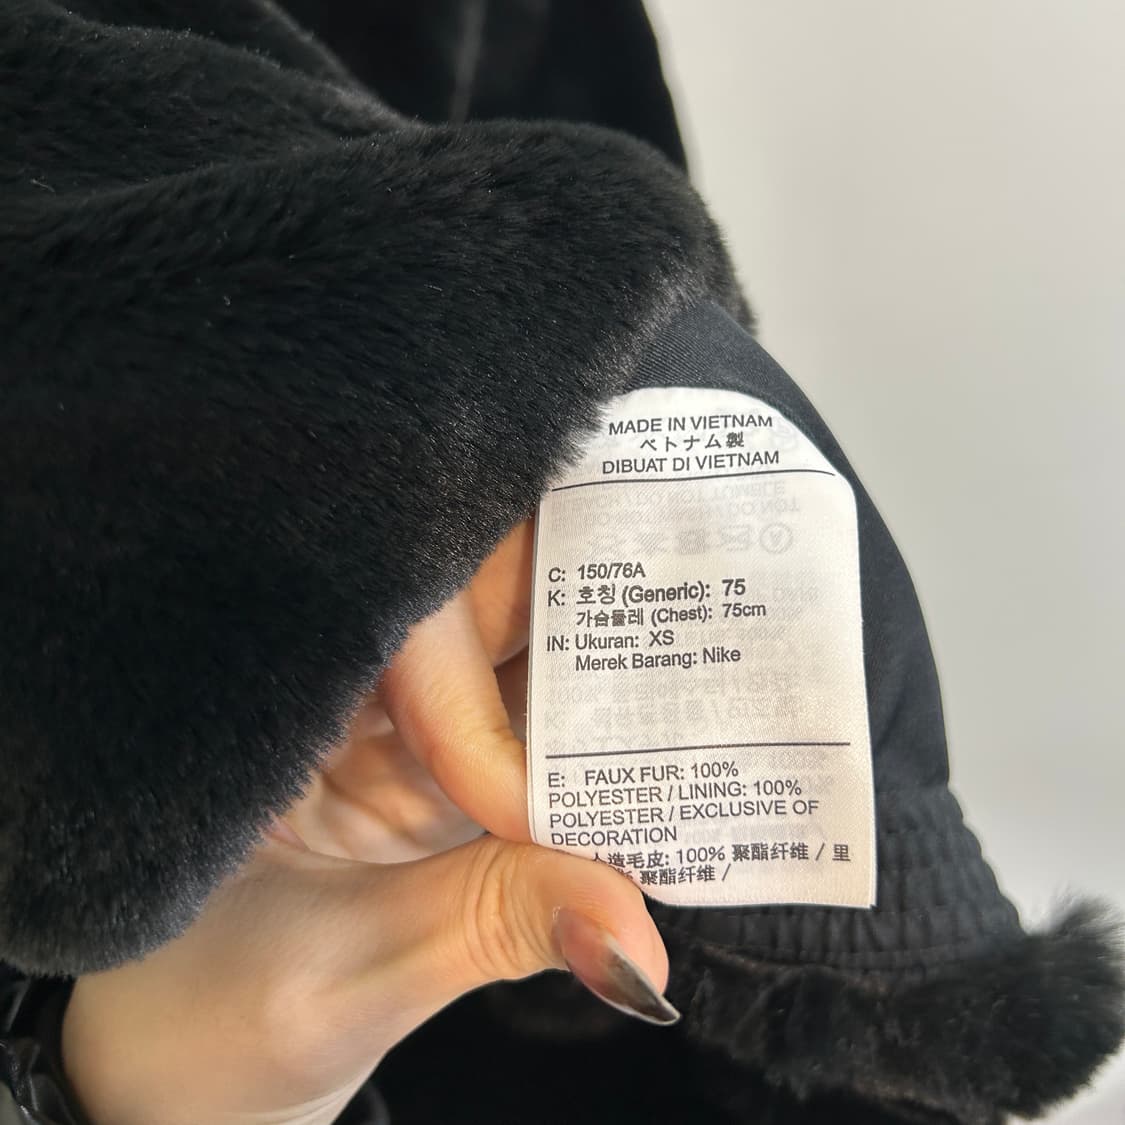 MADE IN VIETNAM
ベトナム製
DIBUAT DI VIETNAM
C: 150/76A
K: 호칭 (Generic): 75
가슴둘레 (Chest): 75cm
IN: Ukuran: XS
Merek Barang: Nike
E: FAUX FUR: 100%
POLYESTER / LINING: 100%
POLYESTER / EXCLUSIVE OF
DECORATION
造毛皮: 100% 聚酯纤维 / 里
聚酯纤维 /